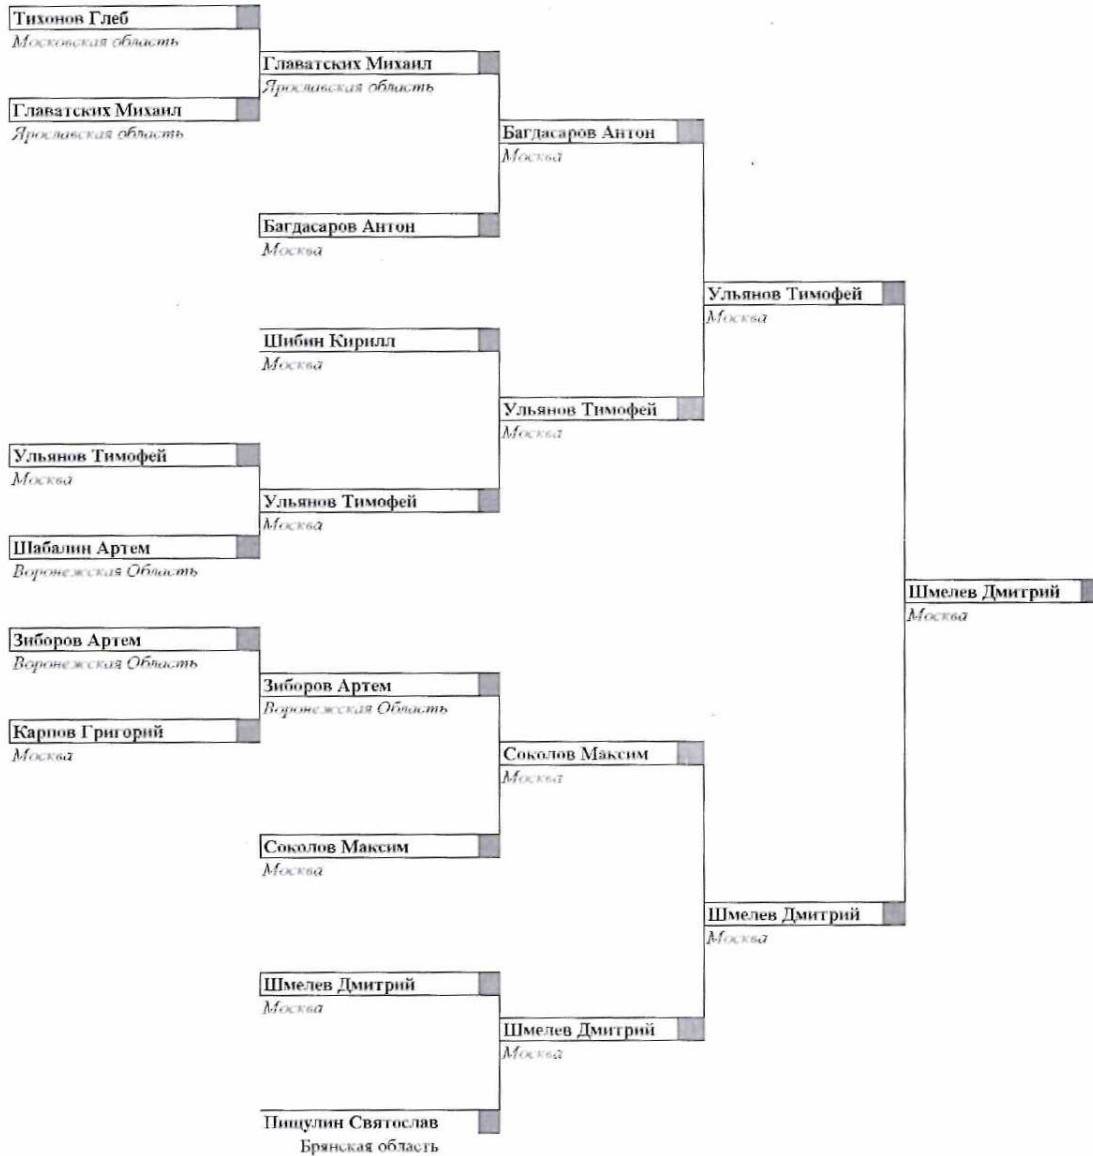 Тихонов Глеб
Московская область
Главатских Михаил
Ярославская область
Главатских Михаил
Ярославская область
Багдасаров Антон
Москва
Багдасаров Антон
Москва
Ульянов Тимофей
Москва
Шибин Кирилл
Москва
Ульянов Тимофей
Москва
Ульянов Тимофей
Москва
Ульянов Тимофей
Москва
Шабалин Артем
Воронежская Область
Шмелев Дмитрий
Москва
Зиборов Артем
Воронежская Область
Зиборов Артем
Воронежская Область
Карпов Григорий
Москва
Соколов Максим
Москва
Соколов Максим
Москва
Шмелев Дмитрий
Москва
Шмелев Дмитрий
Москва
Шмелев Дмитрий
Москва
Пищулин Святослав
Брянская область